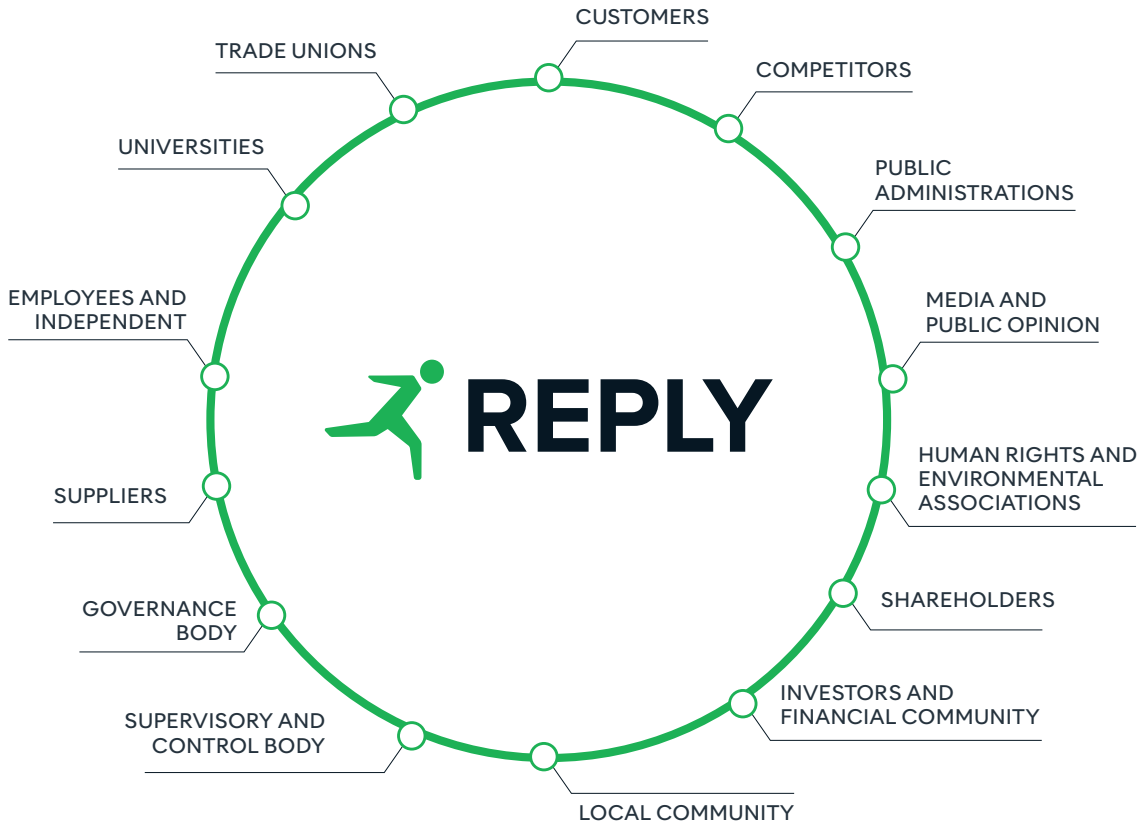 CUSTOMERS
TRADE UNIONS
COMPETITORS
UNIVERSITIES
PUBLIC
ADMINISTRATIONS
EMPLOYEES AND
INDEPENDENT
MEDIA AND
PUBLIC OPINION
REPLY
HUMAN RIGHTS AND
ENVIRONMENTAL
ASSOCIATIONS
SUPPLIERS
GOVERNANCE
BODY
SHAREHOLDERS
INVESTORS AND
FINANCIAL COMMUNITY
SUPERVISORY AND
CONTROL BODY
LOCAL COMMUNITY